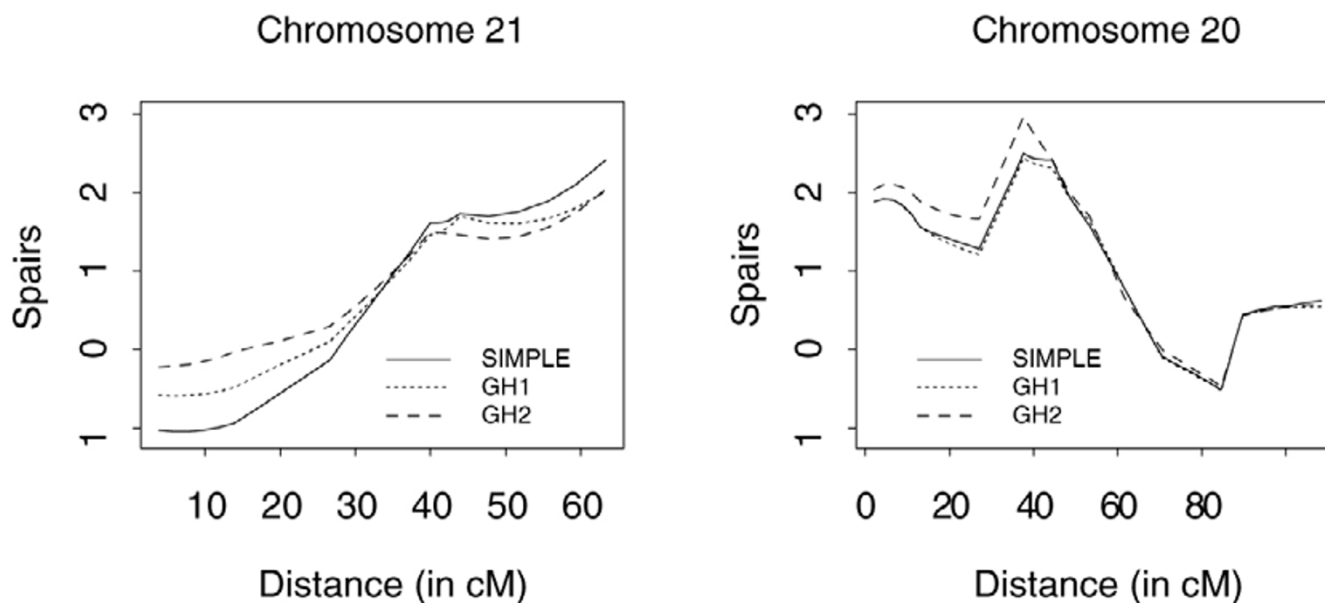 Chromosome 21
Spairs
3
2
1
0
1
SIMPLE
GH1
GH2
10 20 30 40 50 60
Distance (in cM)
Chromosome 20
Spairs
3
2
1
0
1
SIMPLE
GH1
GH2
0 20 40 60 80
Distance (in cM)